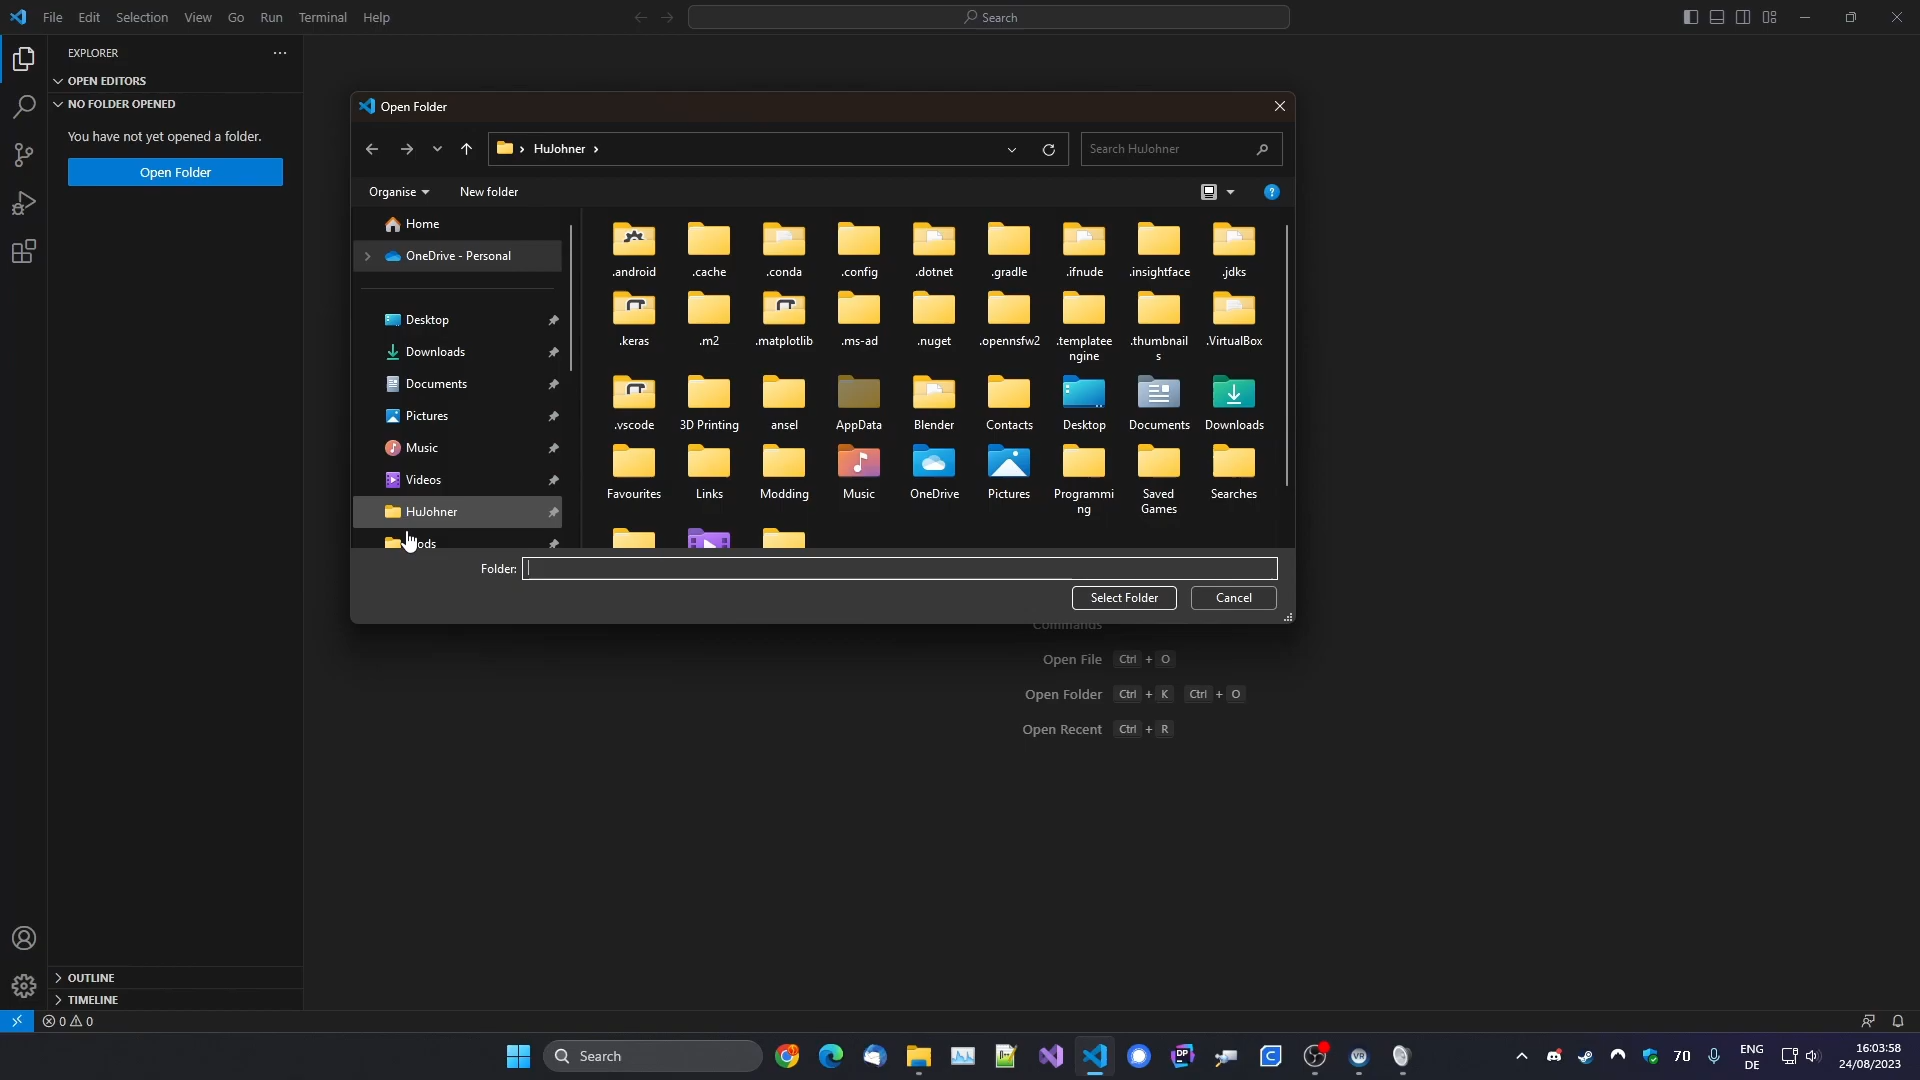 File Edit Selection View Go Run Terminal Help
Search
EXPLORER
OPEN EDITORS
NO FOLDER OPENED
You have not yet opened a folder.
Open Folder
Open Folder
HuJohner
Search HuJohner
Organise
New folder
Home
OneDrive - Personal
Desktop
Downloads
Documents
Pictures
Music
Videos
HuJohner
.android .cache .conda .config .dotnet .gradle .ifnude .insightface .jdks
.keras .m2 .matplotlib .ms-ad .nuget .opennsfw2 .templatee .thumbnail .VirtualBox
ngine s
.vscode 3D Printing ansel AppData Blender Contacts Desktop Documents Downloads
Favourites Links Modding Music OneDrive Pictures Programmi Saved Searches
ng Games
Folder:
Select Folder Cancel
Commands
Open File Ctrl + O
Open Folder Ctrl + K Ctrl + O
Open Recent Ctrl + R
OUTLINE
TIMELINE
0 0
Search
70
ENG
DE
16:03:58
24/08/2023